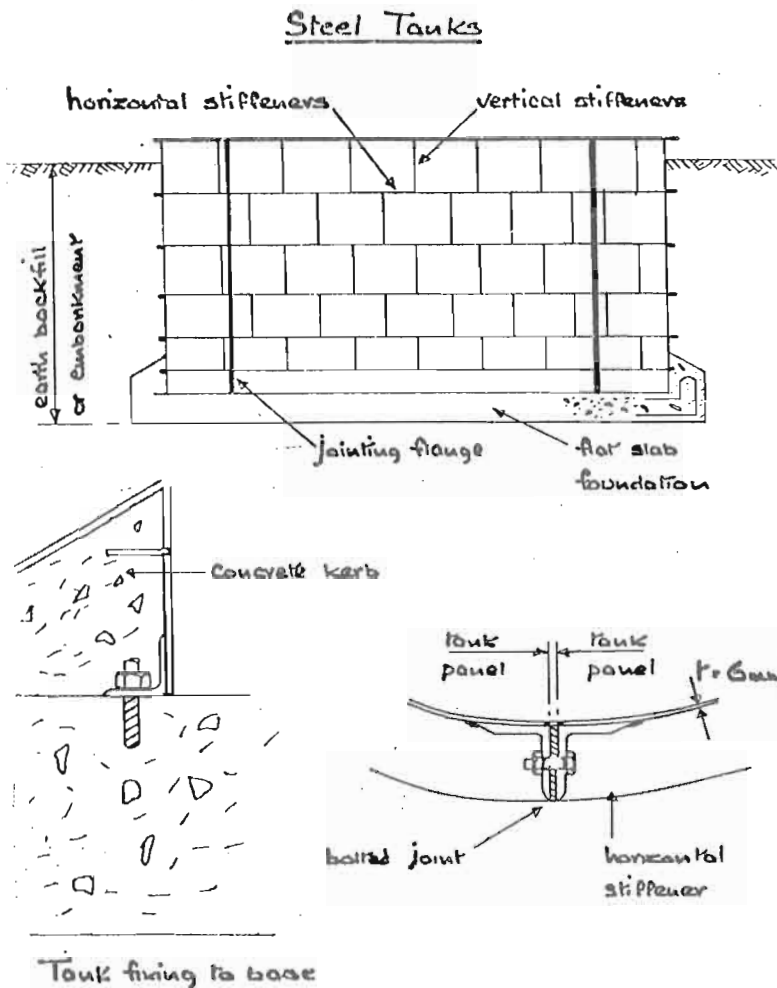 Steel Tanks
horizontal stiffeners
vertical stiffeners
earth backfill
or embankment
jointing flange
flat slab
foundation
concrete kerb
tank
panel
tank
panel
t = 6mm
bolted joint
horizontal
stiffener
Tank fixing to base